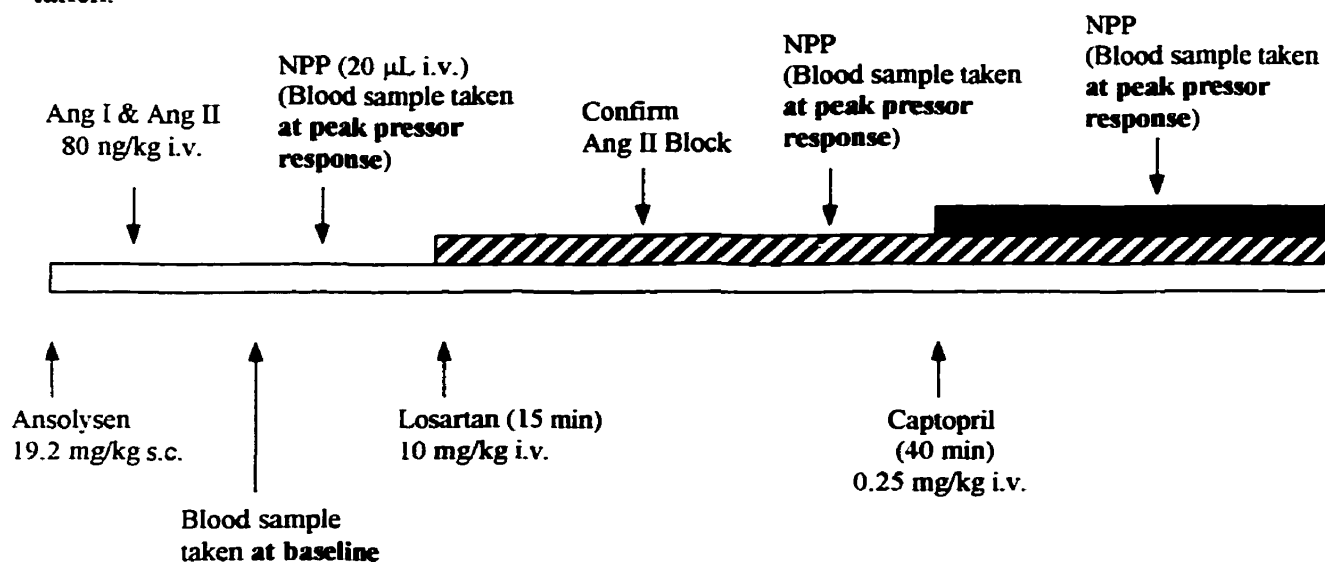 taken.
Ang I & Ang II
80 ng/kg i.v.
NPP (20 µL i.v.)
(Blood sample taken
at peak pressor
response)
Confirm
Ang II Block
NPP
(Blood sample taken
at peak pressor
response)
NPP
(Blood sample taken
at peak pressor
response)
Ansolysen
19.2 mg/kg s.c.
Blood sample
taken at baseline
Losartan (15 min)
10 mg/kg i.v.
Captopril
(40 min)
0.25 mg/kg i.v.